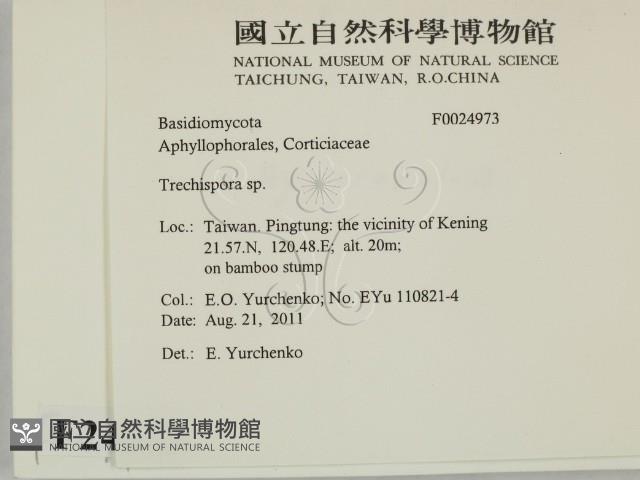 國立自然科學博物館
NATIONAL MUSEUM OF NATURAL SCIENCE
TAICHUNG, TAIWAN, R.O.CHINA
Basidiomycota F0024973
Aphyllophorales, Corticiaceae
Trechispora sp.
Loc.: Taiwan. Pingtung: the vicinity of Kening
21.57.N, 120.48.E; alt. 20m;
on bamboo stump
Col.: E.O. Yurchenko; No. EYu 110821-4
Date: Aug. 21, 2011
Det.: E. Yurchenko
F24
國立自然科學博物館
NATIONAL MUSEUM OF NATURAL SCIENCE